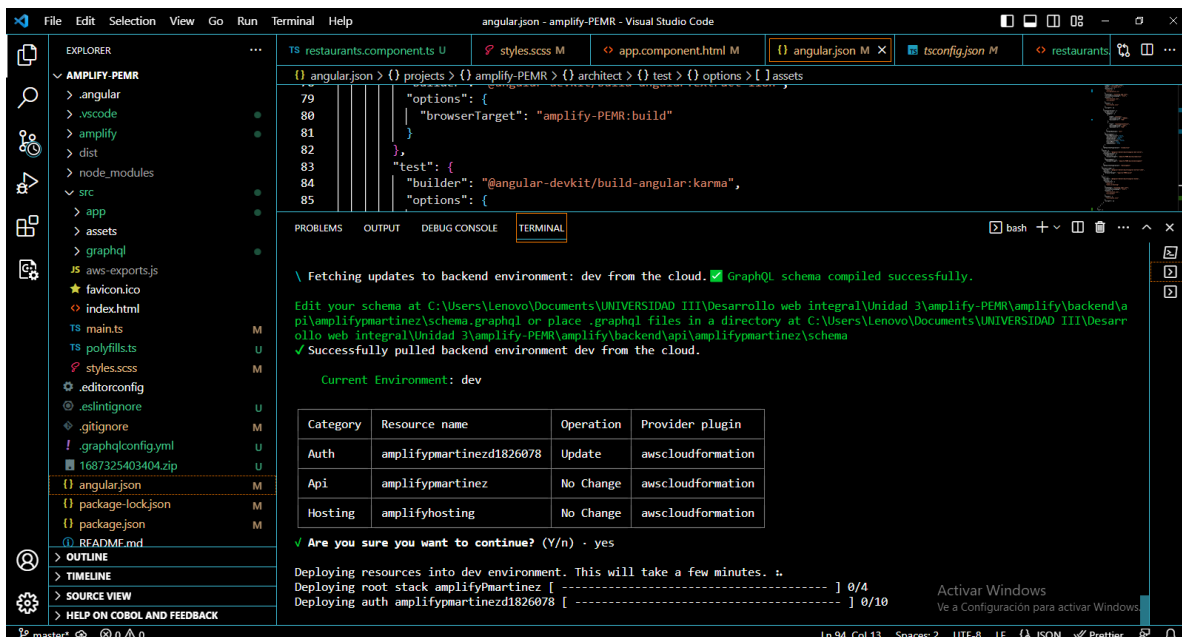 File Edit Selection View Go Run Terminal Help angular.json - amplify-PEMR - Visual Studio Code
EXPLORER
AMPLIFY-PEMR
.angular
.vscode
amplify
dist
node_modules
src
app
assets
graphql
JS aws-exports.js
favicon.ico
<> index.html
TS main.ts M
TS polyfills.ts U
styles.scss M
.editorconfig
.eslintignore U
.gitignore M
! .graphqlconfig.yml U
1687325403404.zip U
{} angular.json M
{} package-lock.json M
{} package.json M
README.md
OUTLINE
TIMELINE
SOURCE VIEW
HELP ON COBOL AND FEEDBACK
TS restaurants.component.ts U styles.scss M <> app.component.html M {} angular.json M TS tsconfig.json M <> restaurants.
{} angular.json > {} projects > {} amplify-PEMR > {} architect > {} test > {} options > [ ] assets
79 "options": {
80 "browserTarget": "amplify-PEMR:build"
81 }
82 },
83 "test": {
84 "builder": "@angular-devkit/build-angular:karma",
85 "options": {
PROBLEMS OUTPUT DEBUG CONSOLE TERMINAL bash
\ Fetching updates to backend environment: dev from the cloud.✅ GraphQL schema compiled successfully.
Edit your schema at C:\Users\Lenovo\Documents\UNIVERSIDAD III\Desarrollo web integral\Unidad 3\amplify-PEMR\amplify\backend\a
pi\amplifypmartinez\schema.graphql or place .graphql files in a directory at C:\Users\Lenovo\Documents\UNIVERSIDAD III\Desarr
ollo web integral\Unidad 3\amplify-PEMR\amplify\backend\api\amplifypmartinez\schema
√ Successfully pulled backend environment dev from the cloud.
Current Environment: dev
Category Resource name Operation Provider plugin
Auth amplifypmartinezd1826078 Update awscloudformation
Api amplifypmartinez No Change awscloudformation
Hosting amplifyhosting No Change awscloudformation
√ Are you sure you want to continue? (Y/n) · yes
Deploying resources into dev environment. This will take a few minutes.
Deploying root stack amplifyPmartinez [ ---------------------------------------- ] 0/4
Deploying auth amplifypmartinezd1826078 [ ---------------------------------------- ] 0/10
Activar Windows
Ve a Configuración para activar Windows.
master* 0 0 Ln 94, Col 13 Spaces: 2 UTF-8 LF {} JSON Prettier